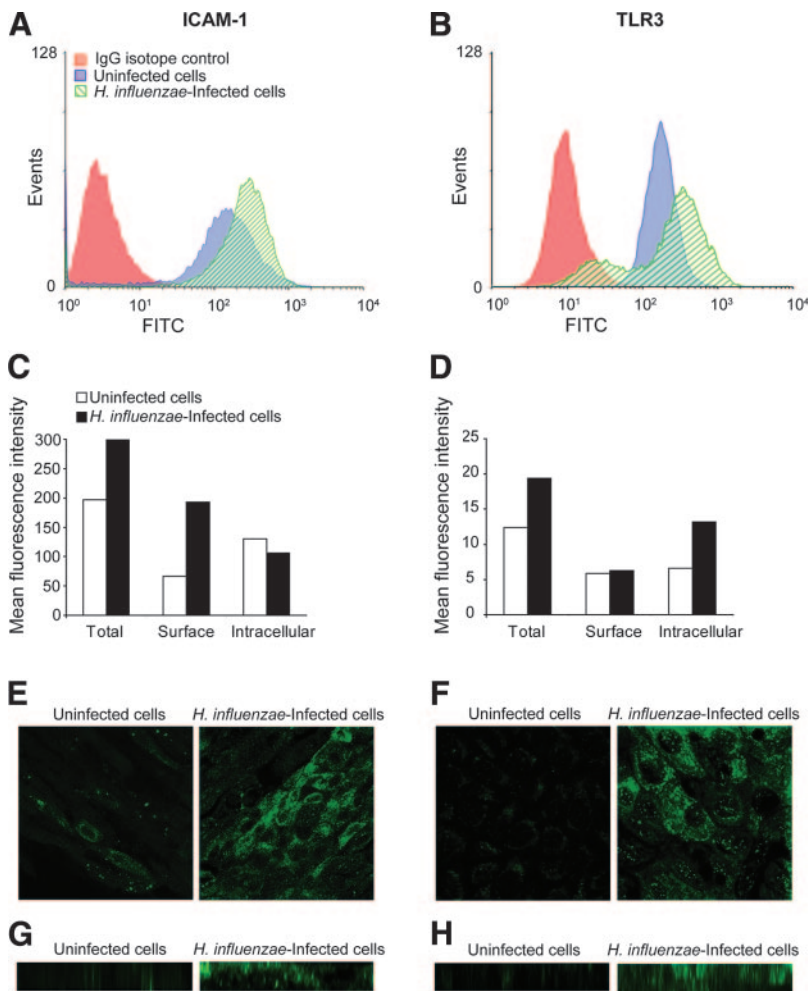 A
ICAM-1
128
IgG isotope control
Uninfected cells
H. influenzae-Infected cells
Events
0
10⁰
10¹
10²
10³
10⁴
FITC
B
TLR3
128
Events
0
10⁰
10¹
10²
10³
10⁴
FITC
C
Uninfected cells
H. influenzae-Infected cells
Mean fluorescence intensity
300
250
200
150
100
50
0
Total
Surface
Intracellular
D
Mean fluorescence intensity
25
20
15
10
5
0
Total
Surface
Intracellular
E
Uninfected cells
H. influenzae-Infected cells
F
Uninfected cells
H. influenzae-Infected cells
G
Uninfected cells
H. influenzae-Infected cells
H
Uninfected cells
H. influenzae-Infected cells